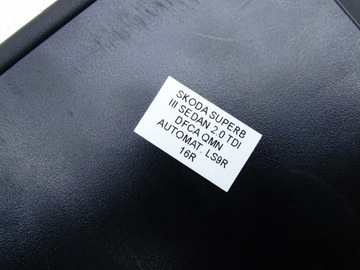 SKODA SUPERB
III SEDAN 2.0 TDI
DFCA QMN
AUTOMAT. LS9R
16R